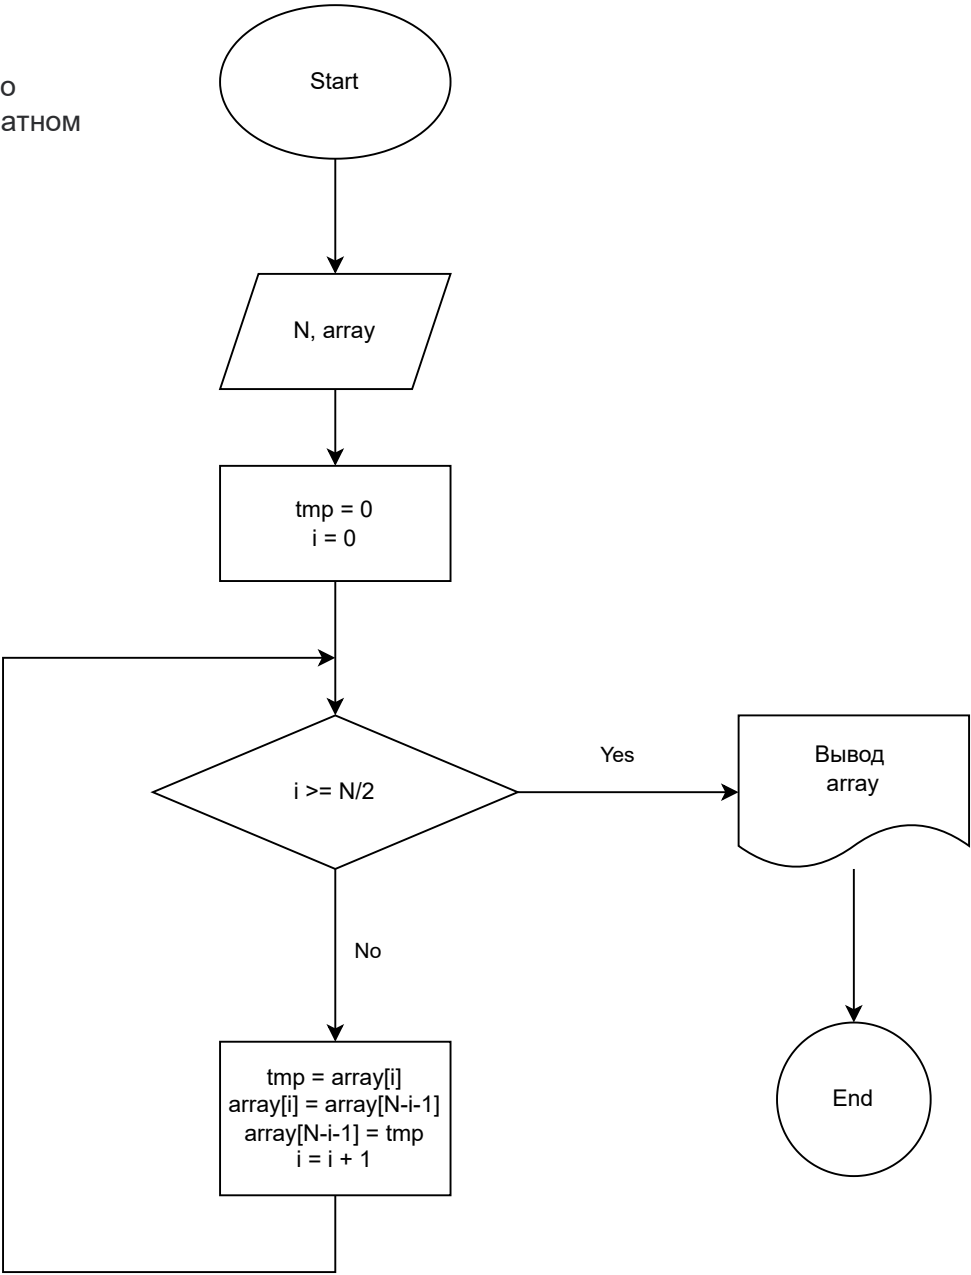 о
атном
Start
N, array
tmp = 0
i = 0
i >= N/2
Yes
Вывод
array
No
tmp = array[i]
array[i] = array[N-i-1]
array[N-i-1] = tmp
i = i + 1
End